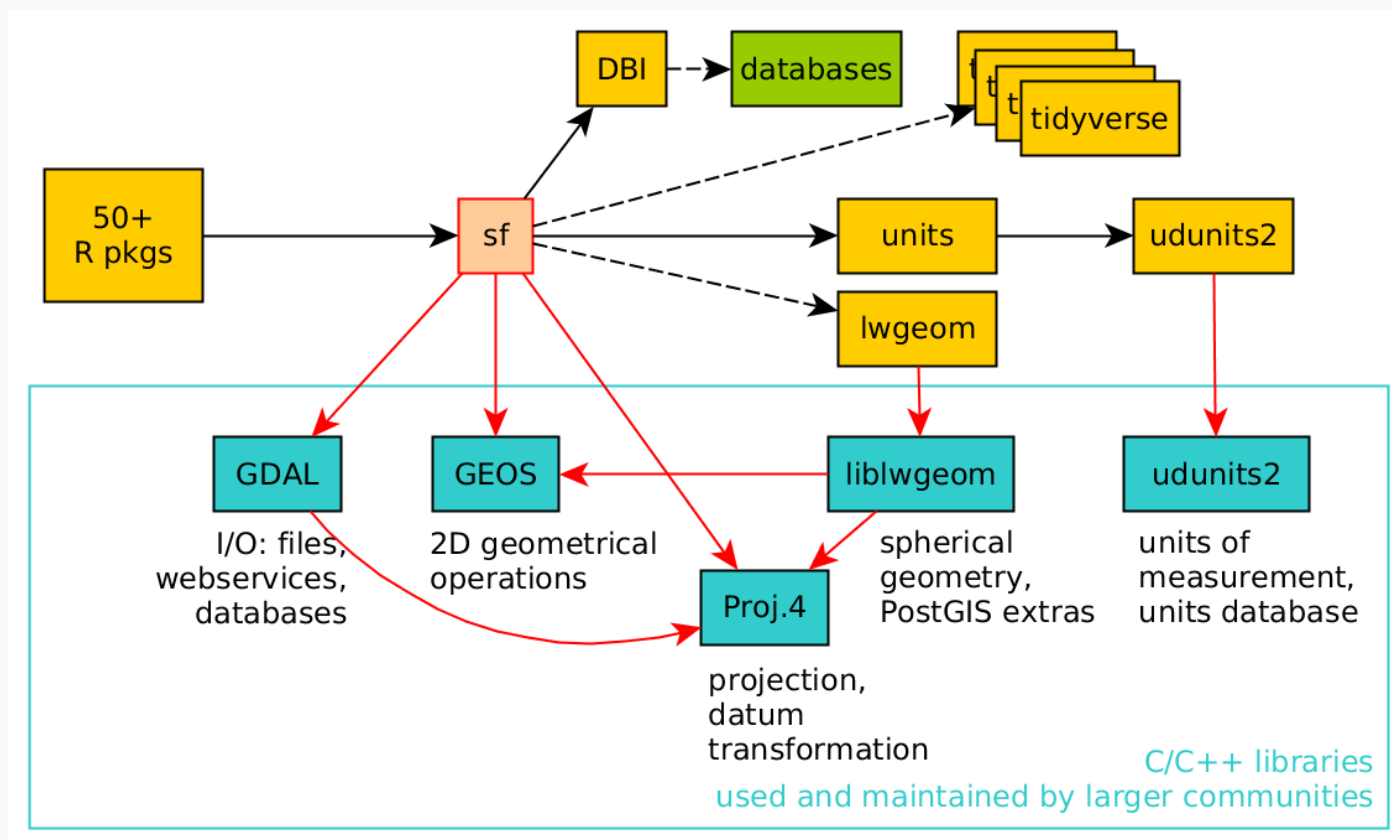 DBI
databases
t
t
t
tidyverse
50+
R pkgs
sf
units
udunits2
lwgeom
GDAL
GEOS
liblwgeom
udunits2
I/O: files,
webservices,
databases
2D geometrical
operations
spherical
geometry,
PostGIS extras
units of
measurement,
units database
Proj.4
projection,
datum
transformation
C/C++ libraries
used and maintained by larger communities